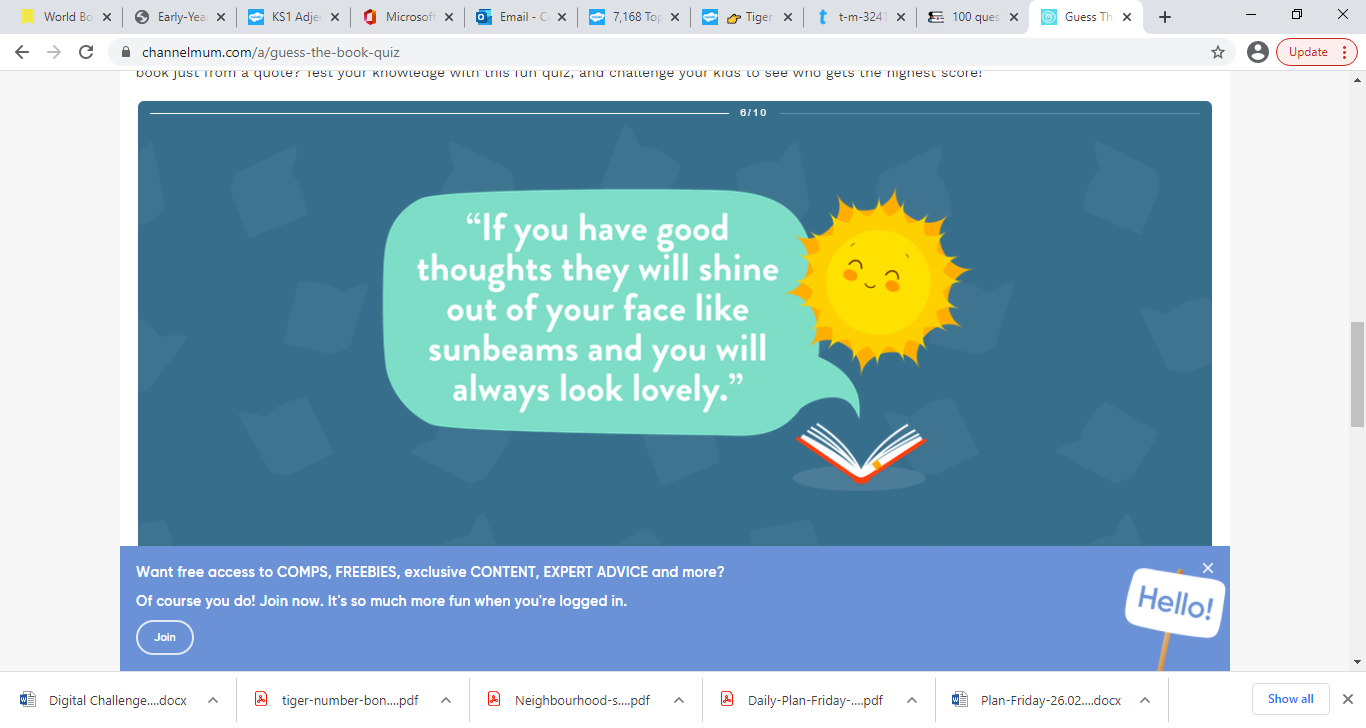 World Bo
Early-Yea
KS1 Adje
Microsoft
Email - C
7,168 Top
Tiger
t-m-3241
100 ques
Guess Th
channelmum.com/a/guess-the-book-quiz
Update
book just from a quote? Test your knowledge with this fun quiz, and challenge your kids to see who gets the highest score!
6/10
“If you have good
thoughts they will shine
out of your face like
sunbeams and you will
always look lovely.”
Want free access to COMPS, FREEBIES, exclusive CONTENT, EXPERT ADVICE and more?
Of course you do! Join now. It's so much more fun when you're logged in.
Join
Hello!
Digital Challenge....docx
tiger-number-bon....pdf
Neighbourhood-s....pdf
Daily-Plan-Friday-....pdf
Plan-Friday-26.02....docx
Show all